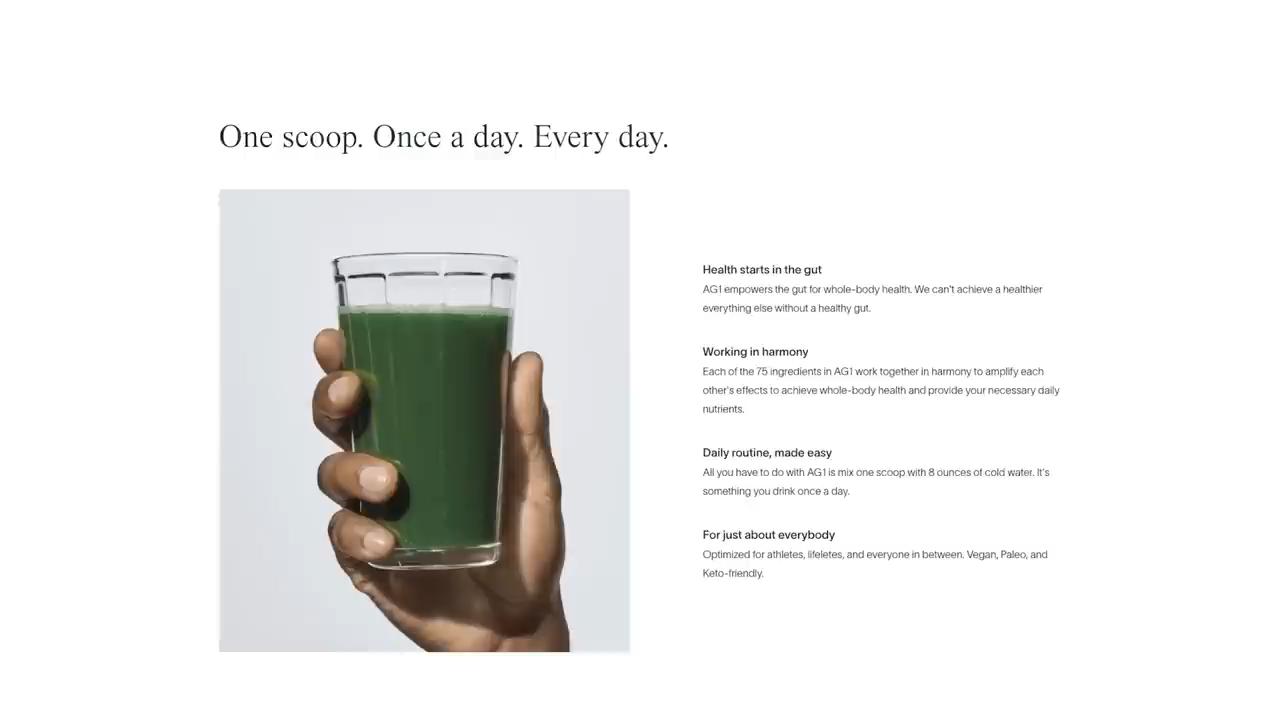 One scoop. Once a day. Every day.
Health starts in the gut
AG1 empowers the gut for whole-body health. We can't achieve a healthier
everything else without a healthy gut.
Working in harmony
Each of the 75 ingredients in AG1 work together in harmony to amplify each
other's effects to achieve whole-body health and provide your necessary daily
nutrients.
Daily routine, made easy
All you have to do with AG1 is mix one scoop with 8 ounces of cold water. It's
something you drink once a day.
For just about everybody
Optimized for athletes, lifeletes, and everyone in between. Vegan, Paleo, and
Keto-friendly.